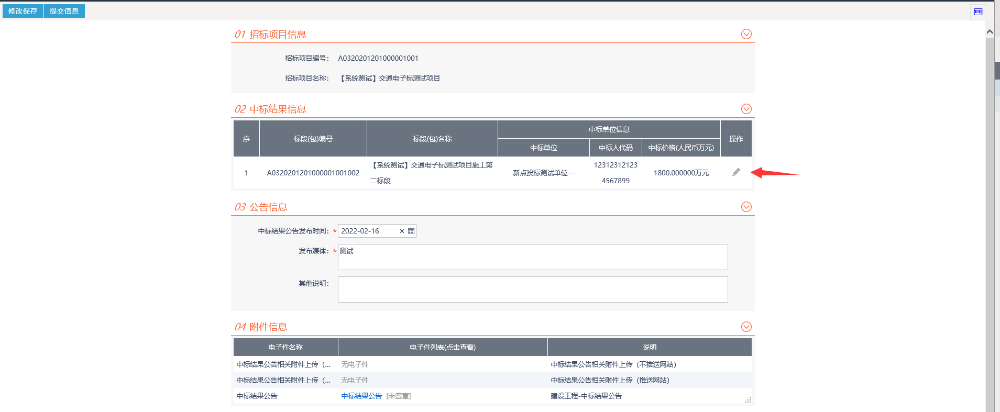 修改保存 提交信息
01 招标项目信息
招标项目编号： A0320201201000001001
招标项目名称： 【系统测试】交通电子标测试项目
02 中标结果信息
序 标段(包)编号 标段(包)名称 中标单位信息 操作
中标单位 中标人代码 中标价格(人民币万元)
1 A0320201201000001001002 【系统测试】交通电子标测试项目施工第二标段 新点投标测试单位一 123123121234567899 1800.000000万元
03 公告信息
中标结果公告发布时间：* 2022-02-16
发布媒体：* 测试
其他说明：
04 附件信息
电子件名称 电子件列表(点击查看) 说明
中标结果公告相关附件上传（... 无电子件 中标结果公告相关附件上传（不推送网站）
中标结果公告相关附件上传（... 无电子件 中标结果公告相关附件上传（推送网站）
中标结果公告 中标结果公告 [未签章] 建设工程-中标结果公告